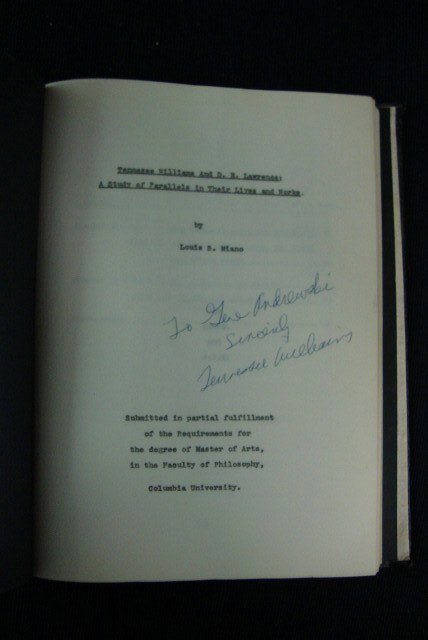 Tennessee Williams And D. H. Lawrence:
A Study of Parallels in Their Lives and Works.
by
Louis D. Miano
To Gene Andrewski
Sincerely
Tennessee Williams
Submitted in partial fulfillment
of the Requirements for
the degree of Master of Arts,
in the Faculty of Philosophy,
Columbia University.